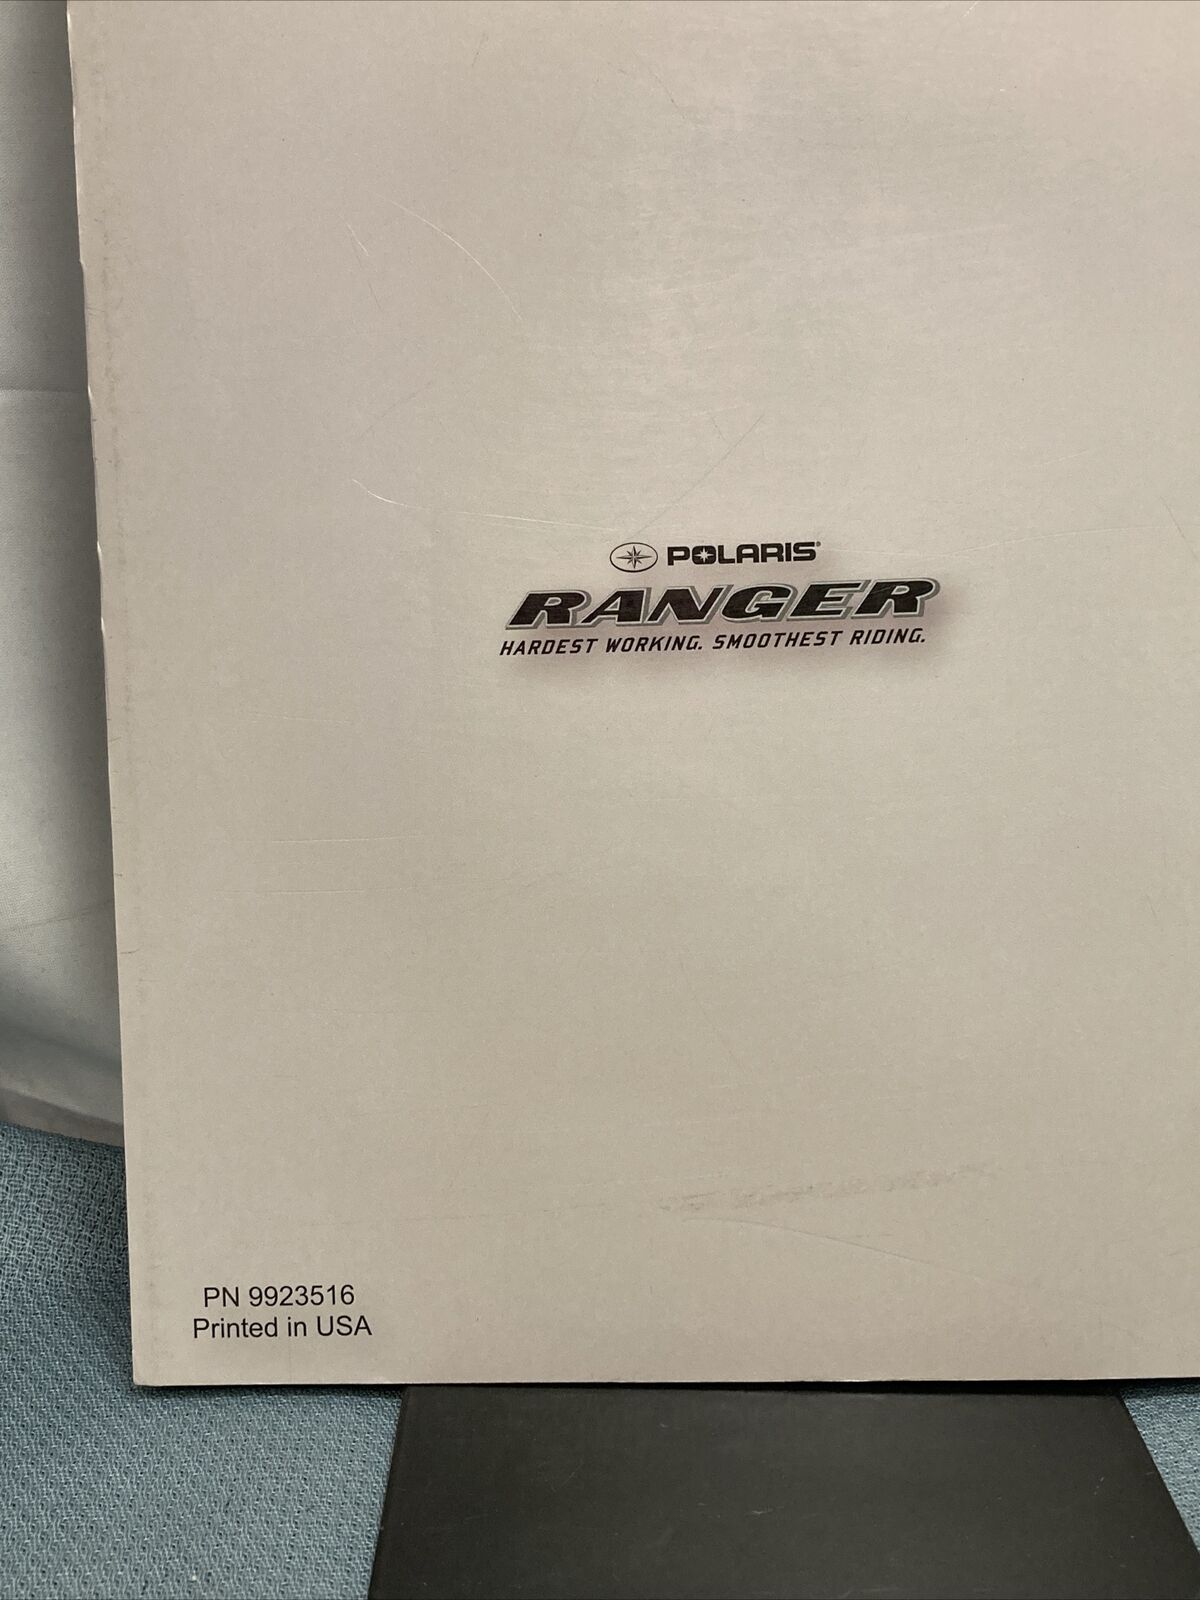 POLARIS®
RANGER
HARDEST WORKING. SMOOTHEST RIDING.
PN 9923516
Printed in USA